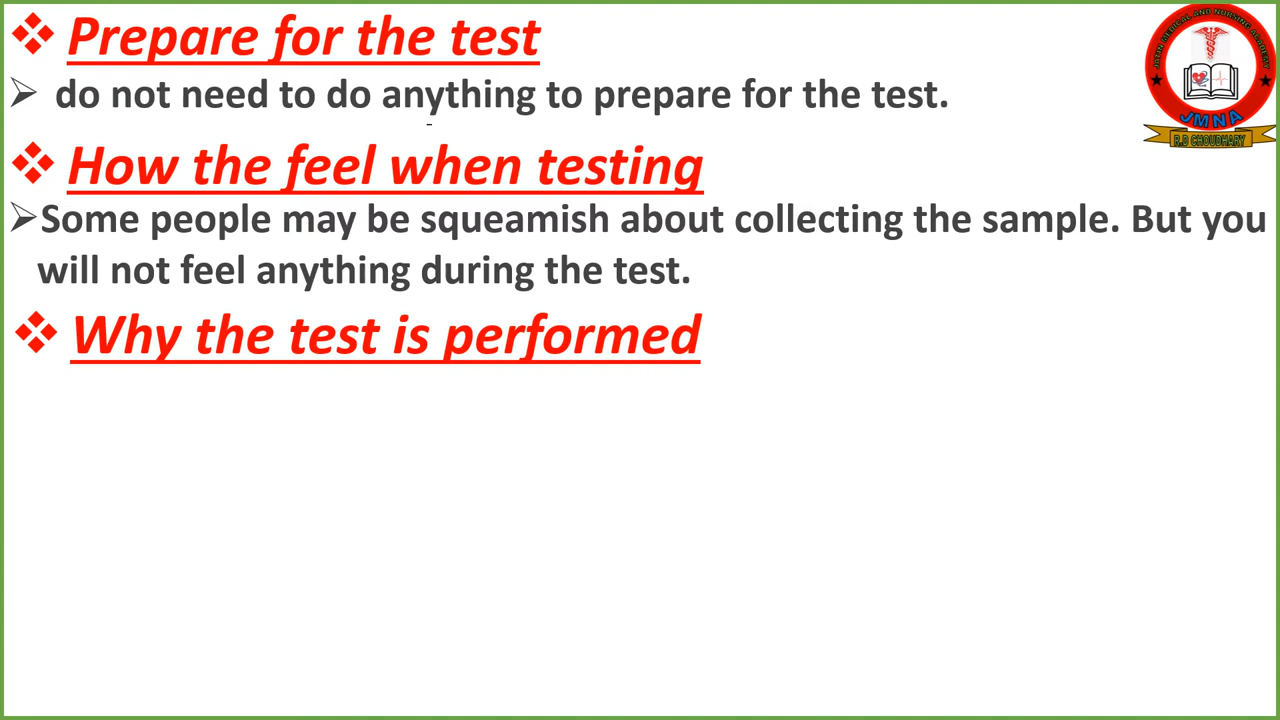 Prepare for the test
do not need to do anything to prepare for the test.
How the feel when testing
Some people may be squeamish about collecting the sample. But you
will not feel anything during the test.
Why the test is performed
JMNA
R.D CHOUDHARY